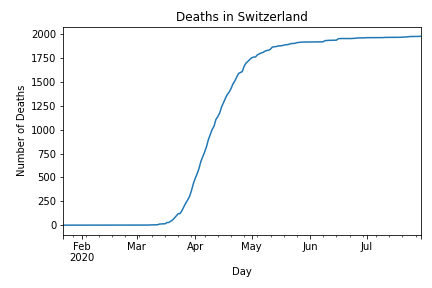 Deaths in Switzerland
Number of Deaths
2000
1750
1500
1250
1000
750
500
250
0
Feb
2020
Mar
Apr
May
Jun
Jul
Day